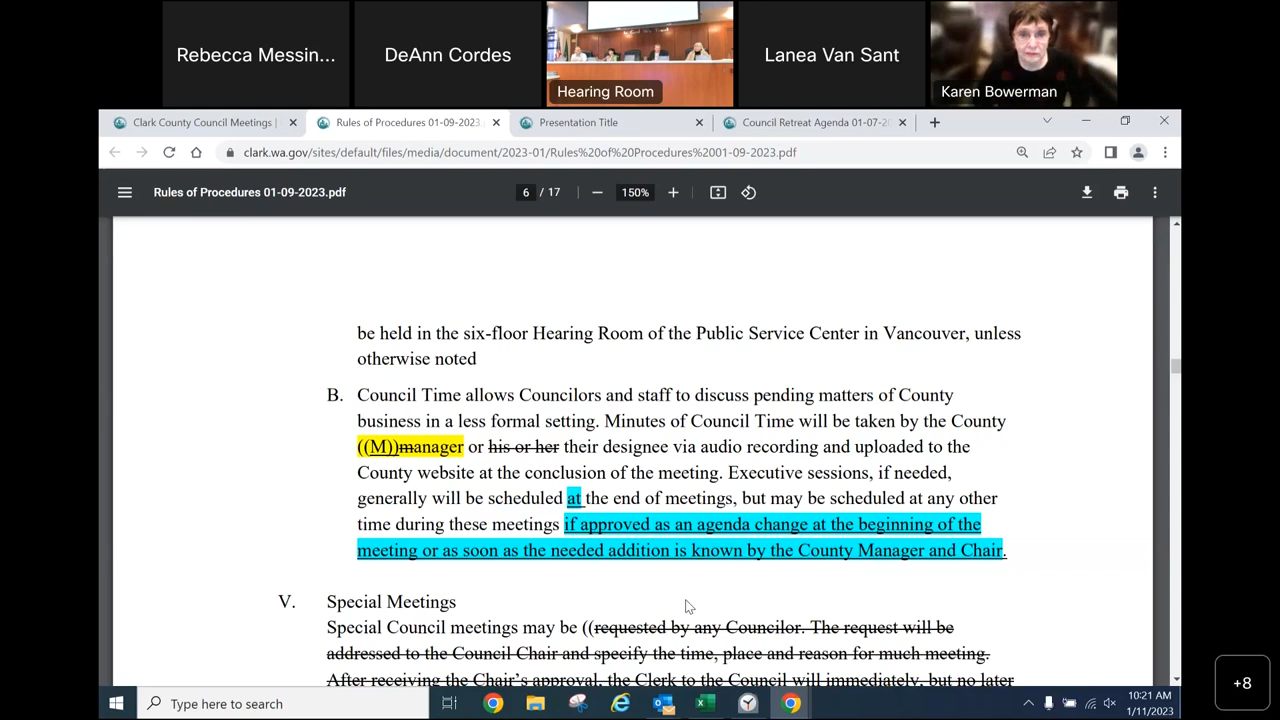 Rebecca Messin...
DeAnn Cordes
Hearing Room
Lanea Van Sant
Karen Bowerman
Clark County Council Meetings |
Rules of Procedures 01-09-2023.
Presentation Title
Council Retreat Agenda 01-07-20
clark.wa.gov/sites/default/files/media/document/2023-01/Rules%20of%20Procedures%2001-09-2023.pdf
Rules of Procedures 01-09-2023.pdf
6 / 17
150%
be held in the six-floor Hearing Room of the Public Service Center in Vancouver, unless
otherwise noted
B. Council Time allows Councilors and staff to discuss pending matters of County
business in a less formal setting. Minutes of Council Time will be taken by the County
((M))manager or his or her their designee via audio recording and uploaded to the
County website at the conclusion of the meeting. Executive sessions, if needed,
generally will be scheduled at the end of meetings, but may be scheduled at any other
time during these meetings if approved as an agenda change at the beginning of the
meeting or as soon as the needed addition is known by the County Manager and Chair.
V. Special Meetings
Special Council meetings may be ((requested by any Councilor. The request will be
addressed to the Council Chair and specify the time, place and reason for much meeting.
After receiving the Chair's approval, the Clerk to the Council will immediately, but no later
+8
Type here to search
10:21 AM
1/11/2023